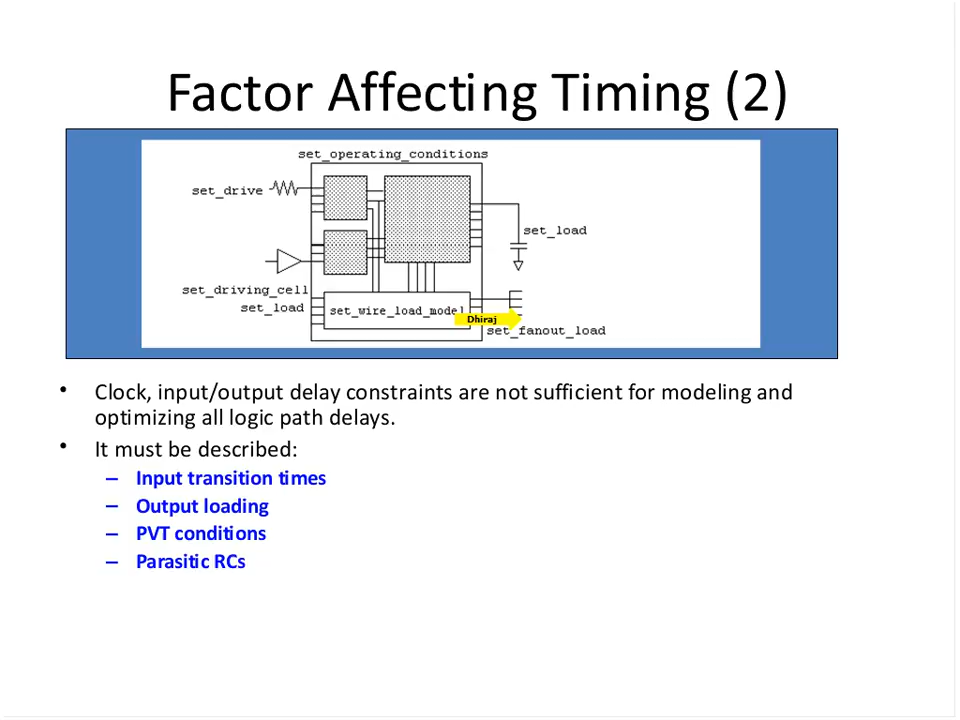 Factor Affecting Timing (2)
set_operating_conditions
set_drive
set_load
set_driving_cell
set_load
set_wire_load_model
Dhiraj
set_fanout_load
• Clock, input/output delay constraints are not sufficient for modeling and
optimizing all logic path delays.
• It must be described:
– Input transition times
– Output loading
– PVT conditions
– Parasitic RCs